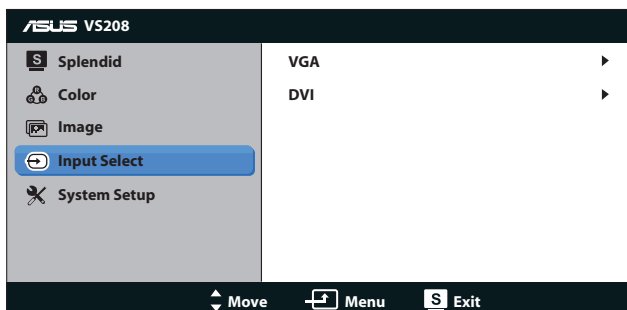 ASUS VS208
S Splendid
Color
Image
Input Select
System Setup
VGA
DVI
Move Menu S Exit